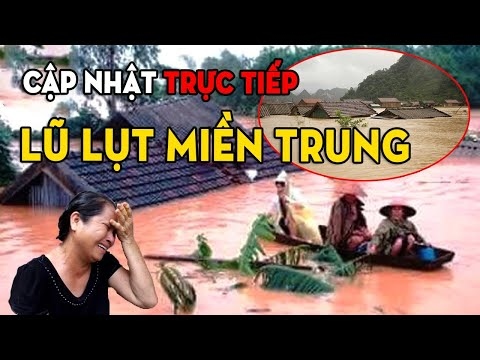 CẬP NHẬT TRỰC TIẾP
LŨ LỤT MIỀN TRUNG